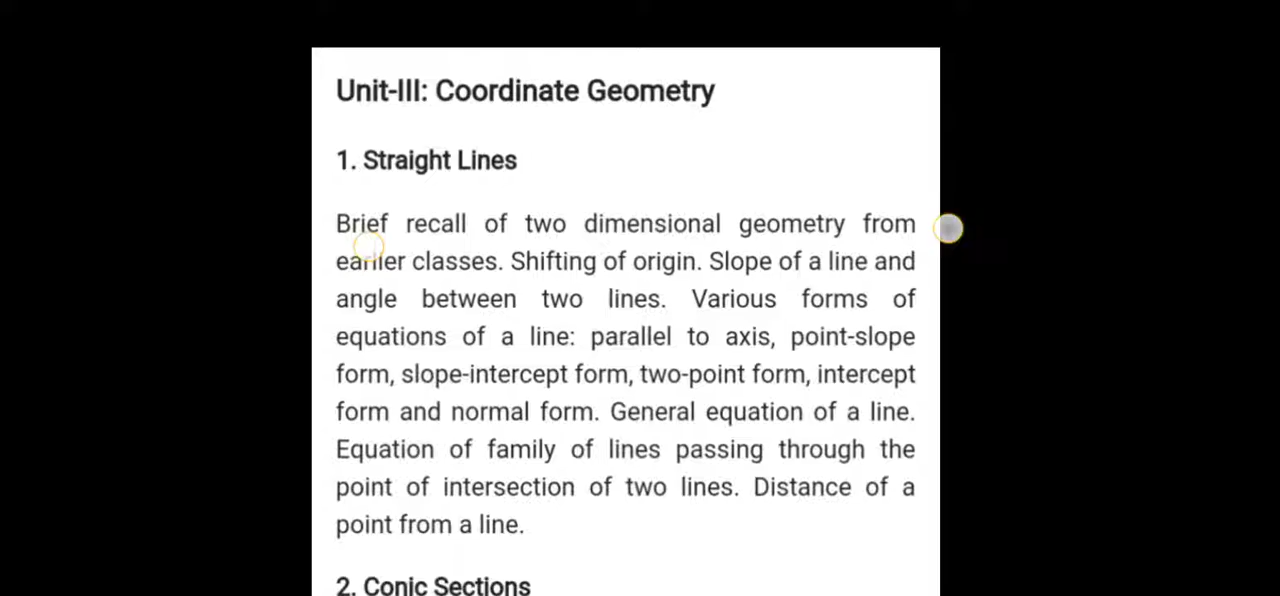 Unit-III: Coordinate Geometry
1. Straight Lines
Brief recall of two dimensional geometry from
earlier classes. Shifting of origin. Slope of a line and
angle between two lines. Various forms of
equations of a line: parallel to axis, point-slope
form, slope-intercept form, two-point form, intercept
form and normal form. General equation of a line.
Equation of family of lines passing through the
point of intersection of two lines. Distance of a
point from a line.
2. Conic Sections